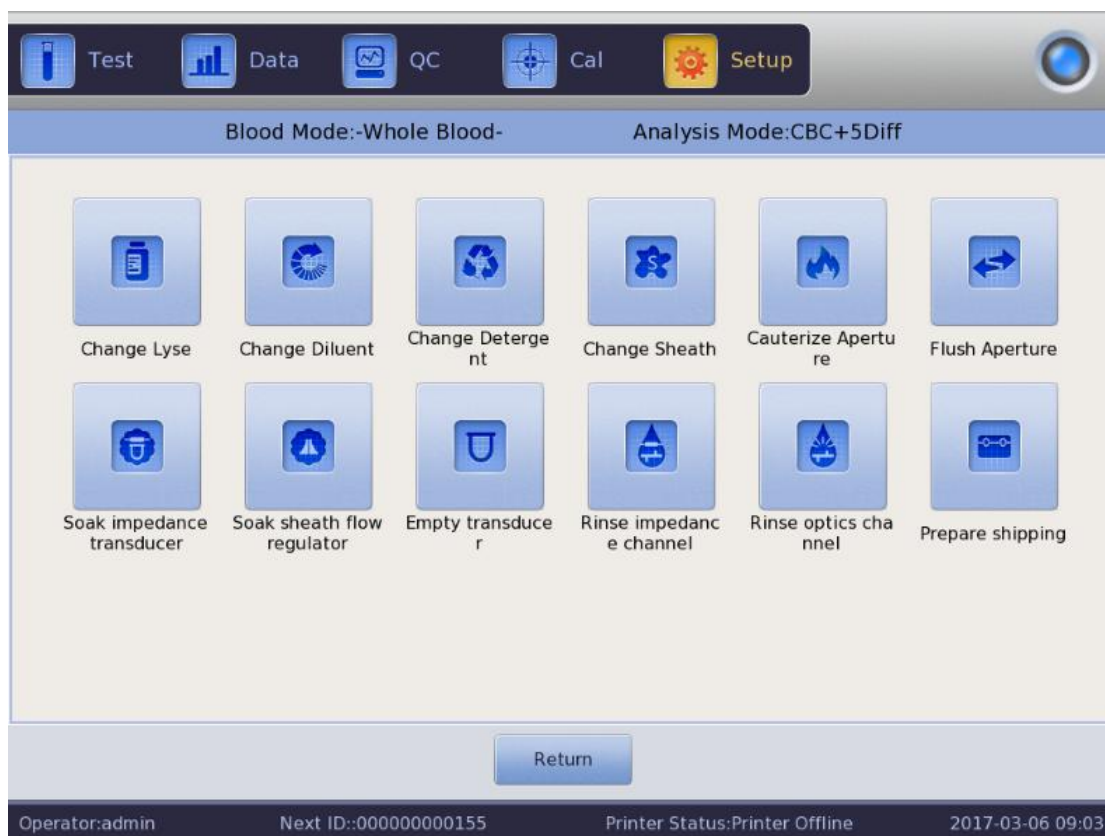 Test Data QC Cal Setup
Blood Mode:-Whole Blood- Analysis Mode:CBC+5Diff
S
Change Lyse
Change Diluent
Change Deterge
nt
Change Sheath
Cauterize Apertu
re
Flush Aperture
Soak impedance
transducer
Soak sheath flow
regulator
Empty transduce
r
Rinse impedanc
e channel
Rinse optics cha
nnel
Prepare shipping
Return
Operator:admin Next ID::000000000155 Printer Status:Printer Offline 2017-03-06 09:03